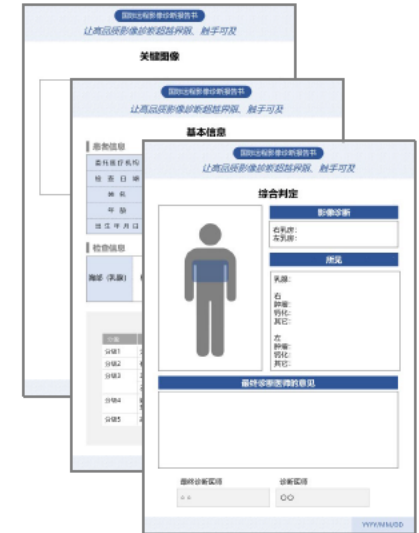 国际远程影像诊断报告书
让高品质影像诊断超越界限、触手可及
关键图像
国际远程影像诊断报告书
让高品质影像诊断超越界限、触手可及
基本信息
患者信息
委托医疗机构
检查日
姓名
年龄
出生年月日
检查信息
胸部（乳腺）
分级
分级1
分级2
分级3
分级4
分级5
国际远程影像诊断报告书
让高品质影像诊断超越界限、触手可及
综合判定
影像诊断
右乳房：
左乳房：
所见
乳腺：
右
肿瘤：
钙化：
其它：
左
肿瘤：
钙化：
其它：
最终诊断医师的意见
最终诊断医师
诊断医师
○○
○○
YYYY/MM/DD